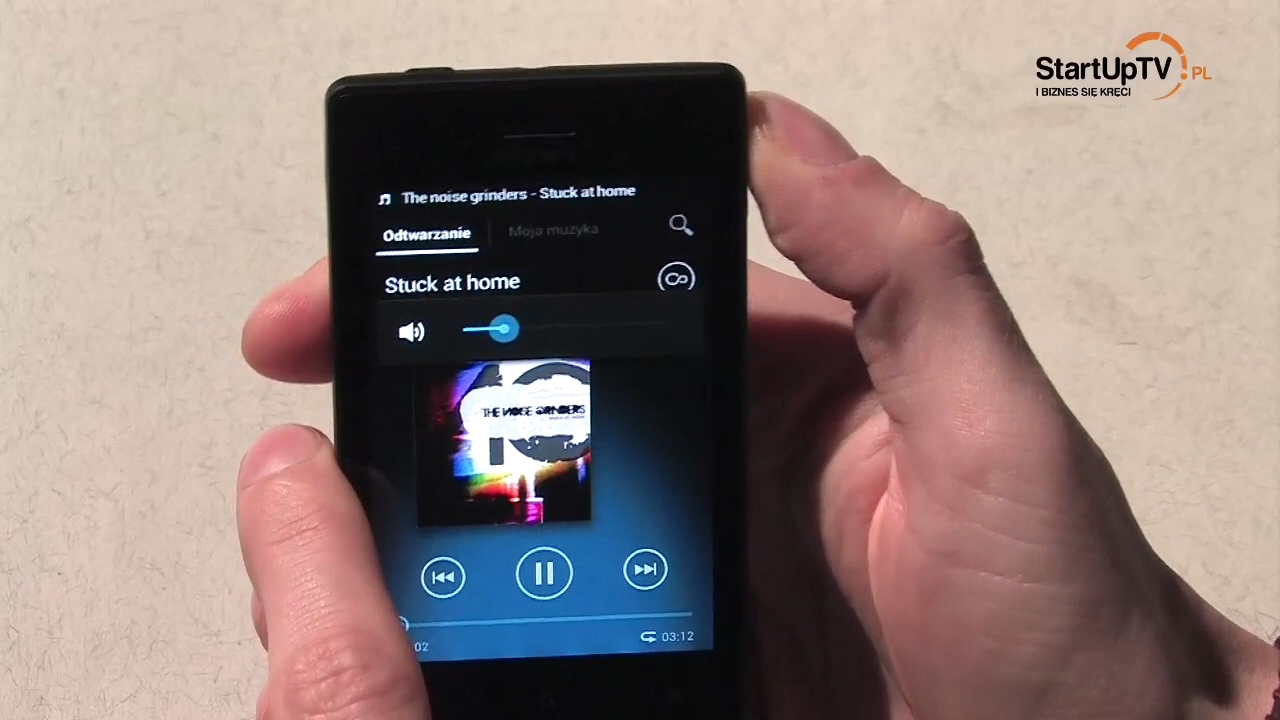 StartUpTV.PL
I BIZNES SIĘ KRĘCI
The noise grinders - Stuck at home
Odtwarzanie
Moja muzyka
Stuck at home
THE NOISE GRINDERS
02
03:12